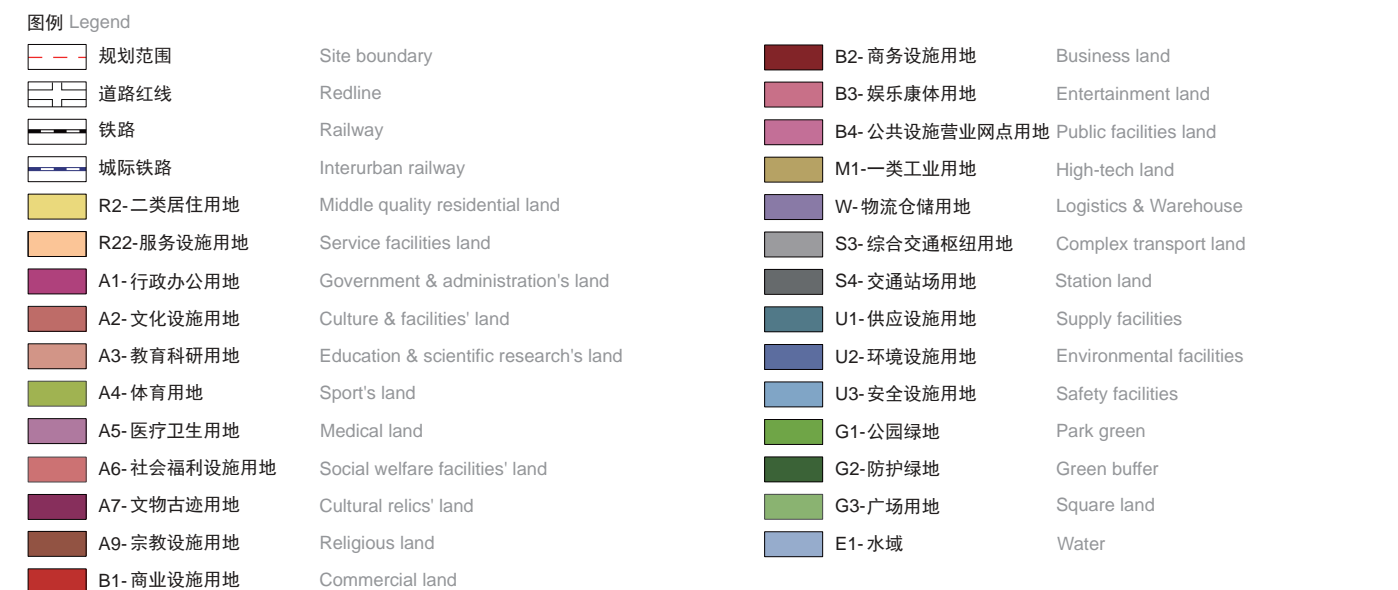 图例 Legend
规划范围 Site boundary
道路红线 Redline
铁路 Railway
城际铁路 Interurban railway
R2-二类居住用地 Middle quality residential land
R22-服务设施用地 Service facilities land
A1-行政办公用地 Government & administration's land
A2-文化设施用地 Culture & facilities' land
A3-教育科研用地 Education & scientific research's land
A4-体育用地 Sport's land
A5-医疗卫生用地 Medical land
A6-社会福利设施用地 Social welfare facilities' land
A7-文物古迹用地 Cultural relics' land
A9-宗教设施用地 Religious land
B1-商业设施用地 Commercial land
B2-商务设施用地 Business land
B3-娱乐康体用地 Entertainment land
B4-公共设施营业网点用地 Public facilities land
M1-一类工业用地 High-tech land
W-物流仓储用地 Logistics & Warehouse
S3-综合交通枢纽用地 Complex transport land
S4-交通站场用地 Station land
U1-供应设施用地 Supply facilities
U2-环境设施用地 Environmental facilities
U3-安全设施用地 Safety facilities
G1-公园绿地 Park green
G2-防护绿地 Green buffer
G3-广场用地 Square land
E1-水域 Water